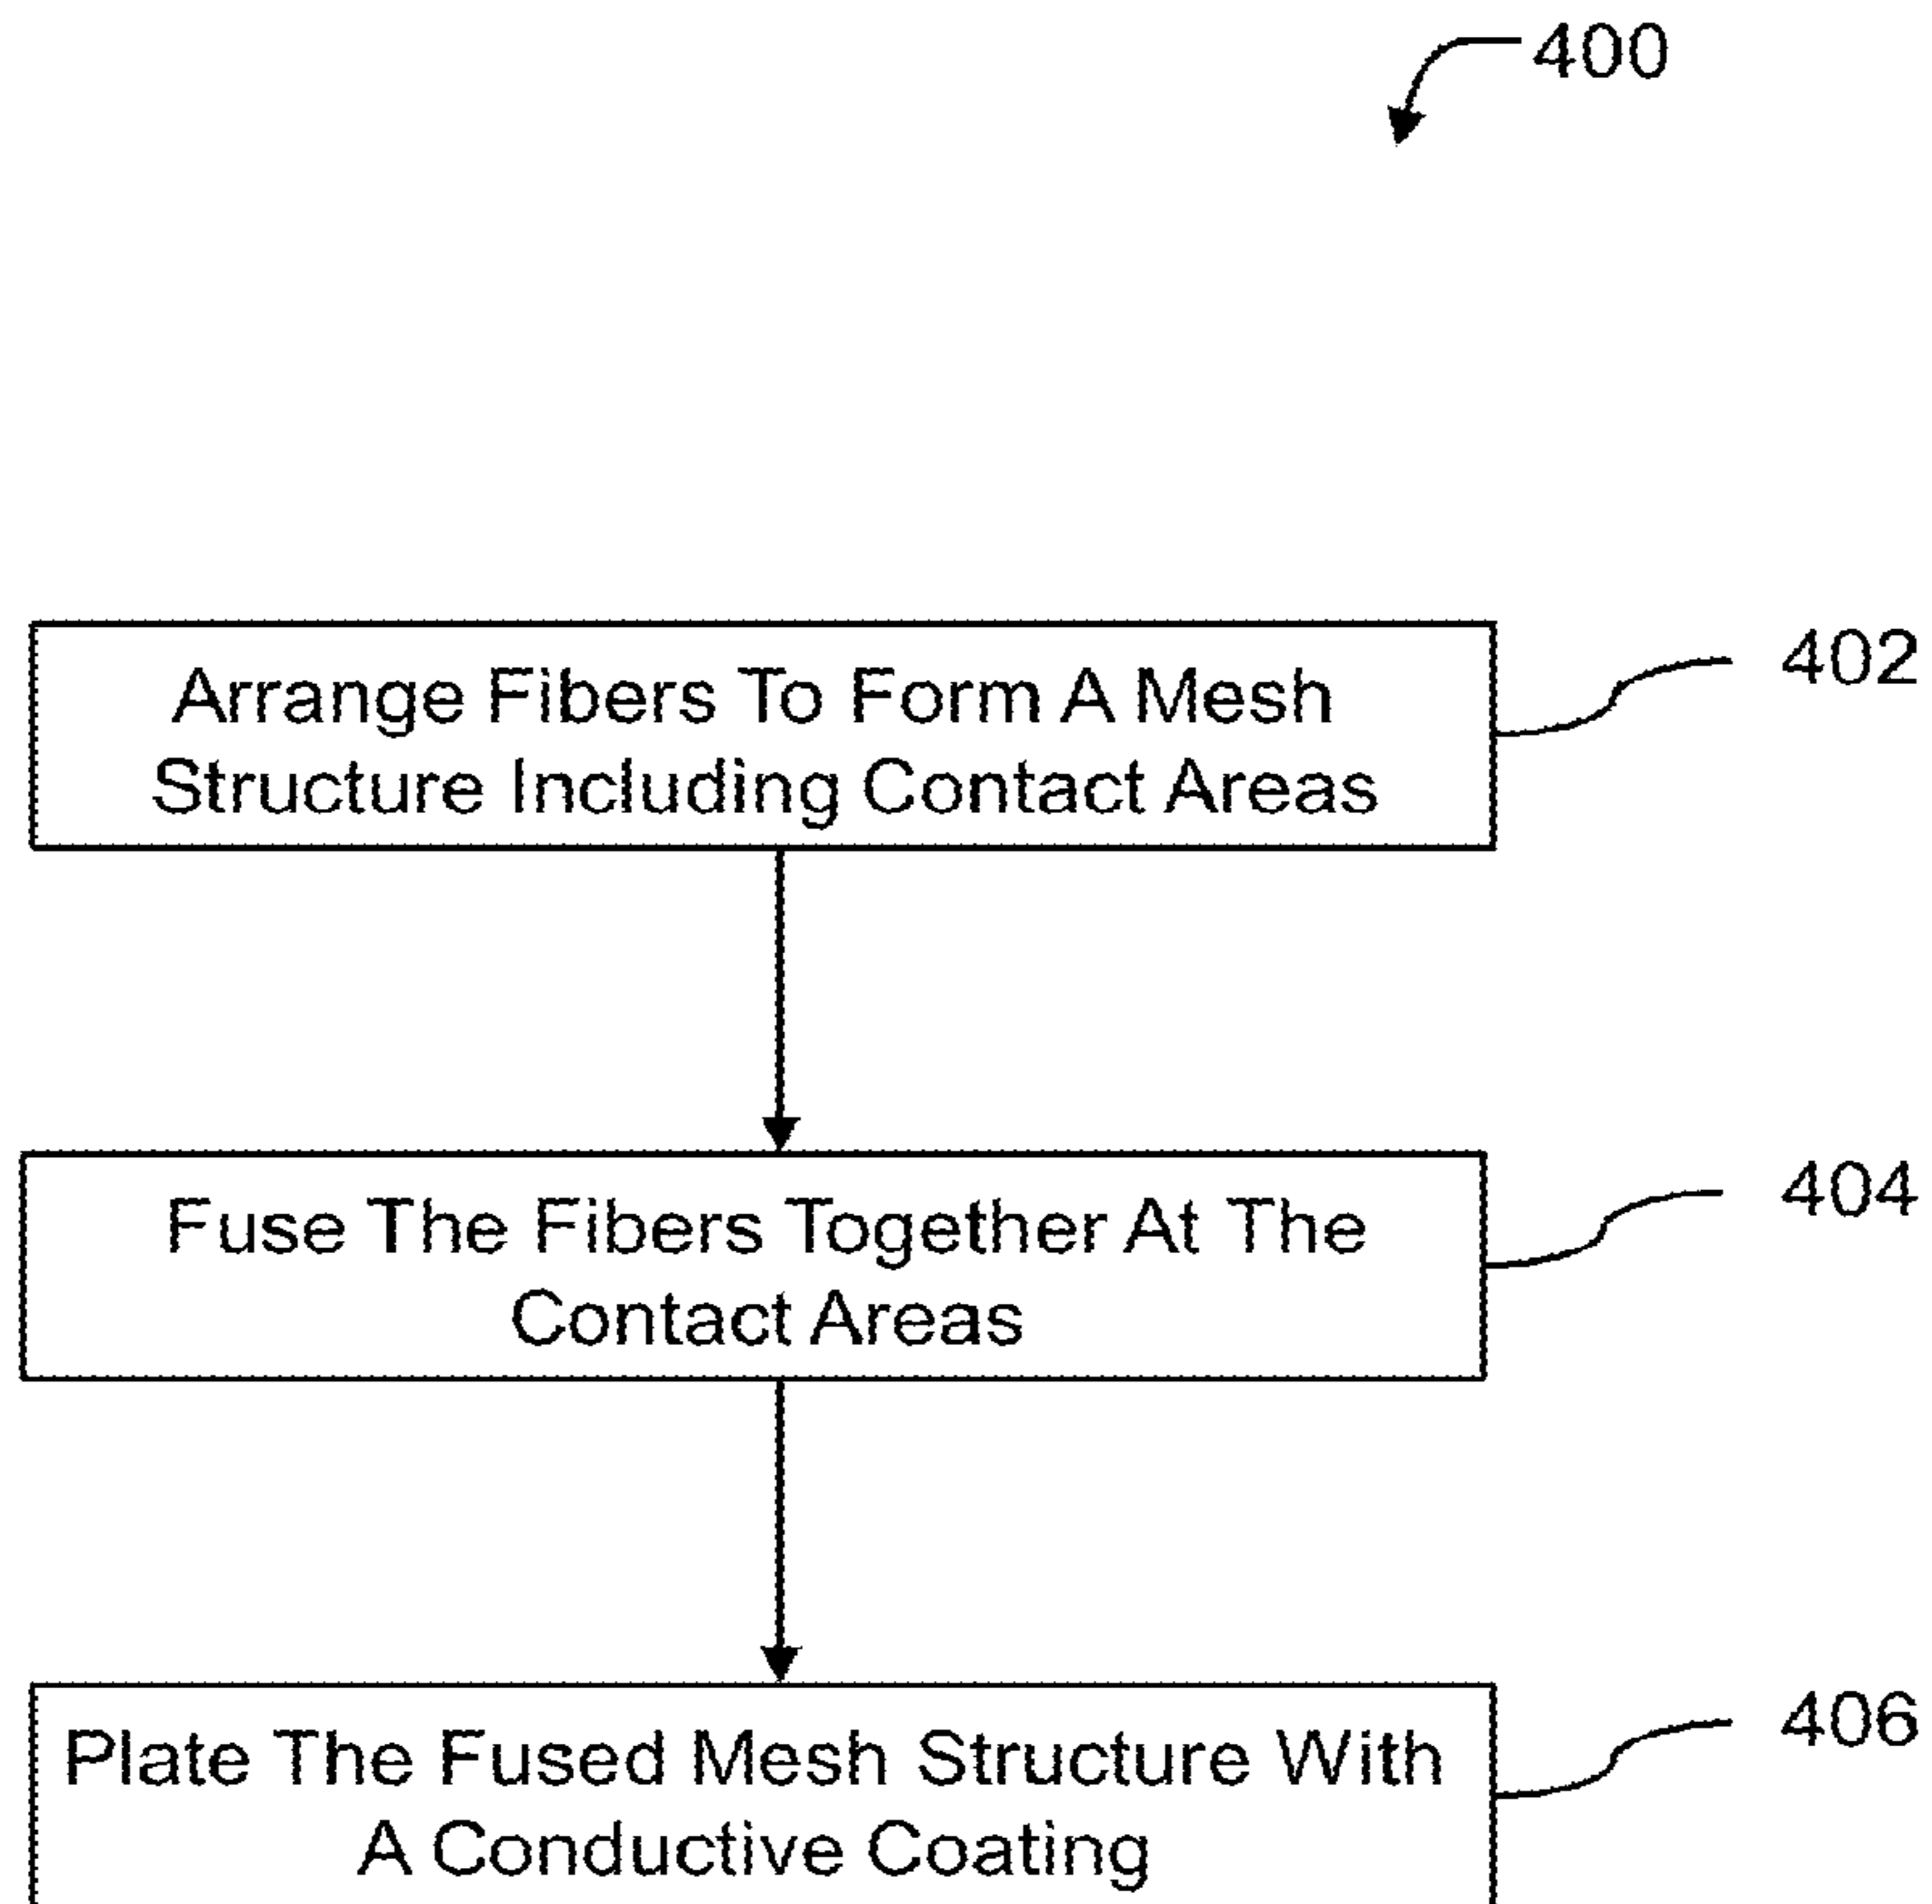 400
Arrange Fibers To Form A Mesh
Structure Including Contact Areas
402
Fuse The Fibers Together At The
Contact Areas
404
Plate The Fused Mesh Structure With
A Conductive Coating
406